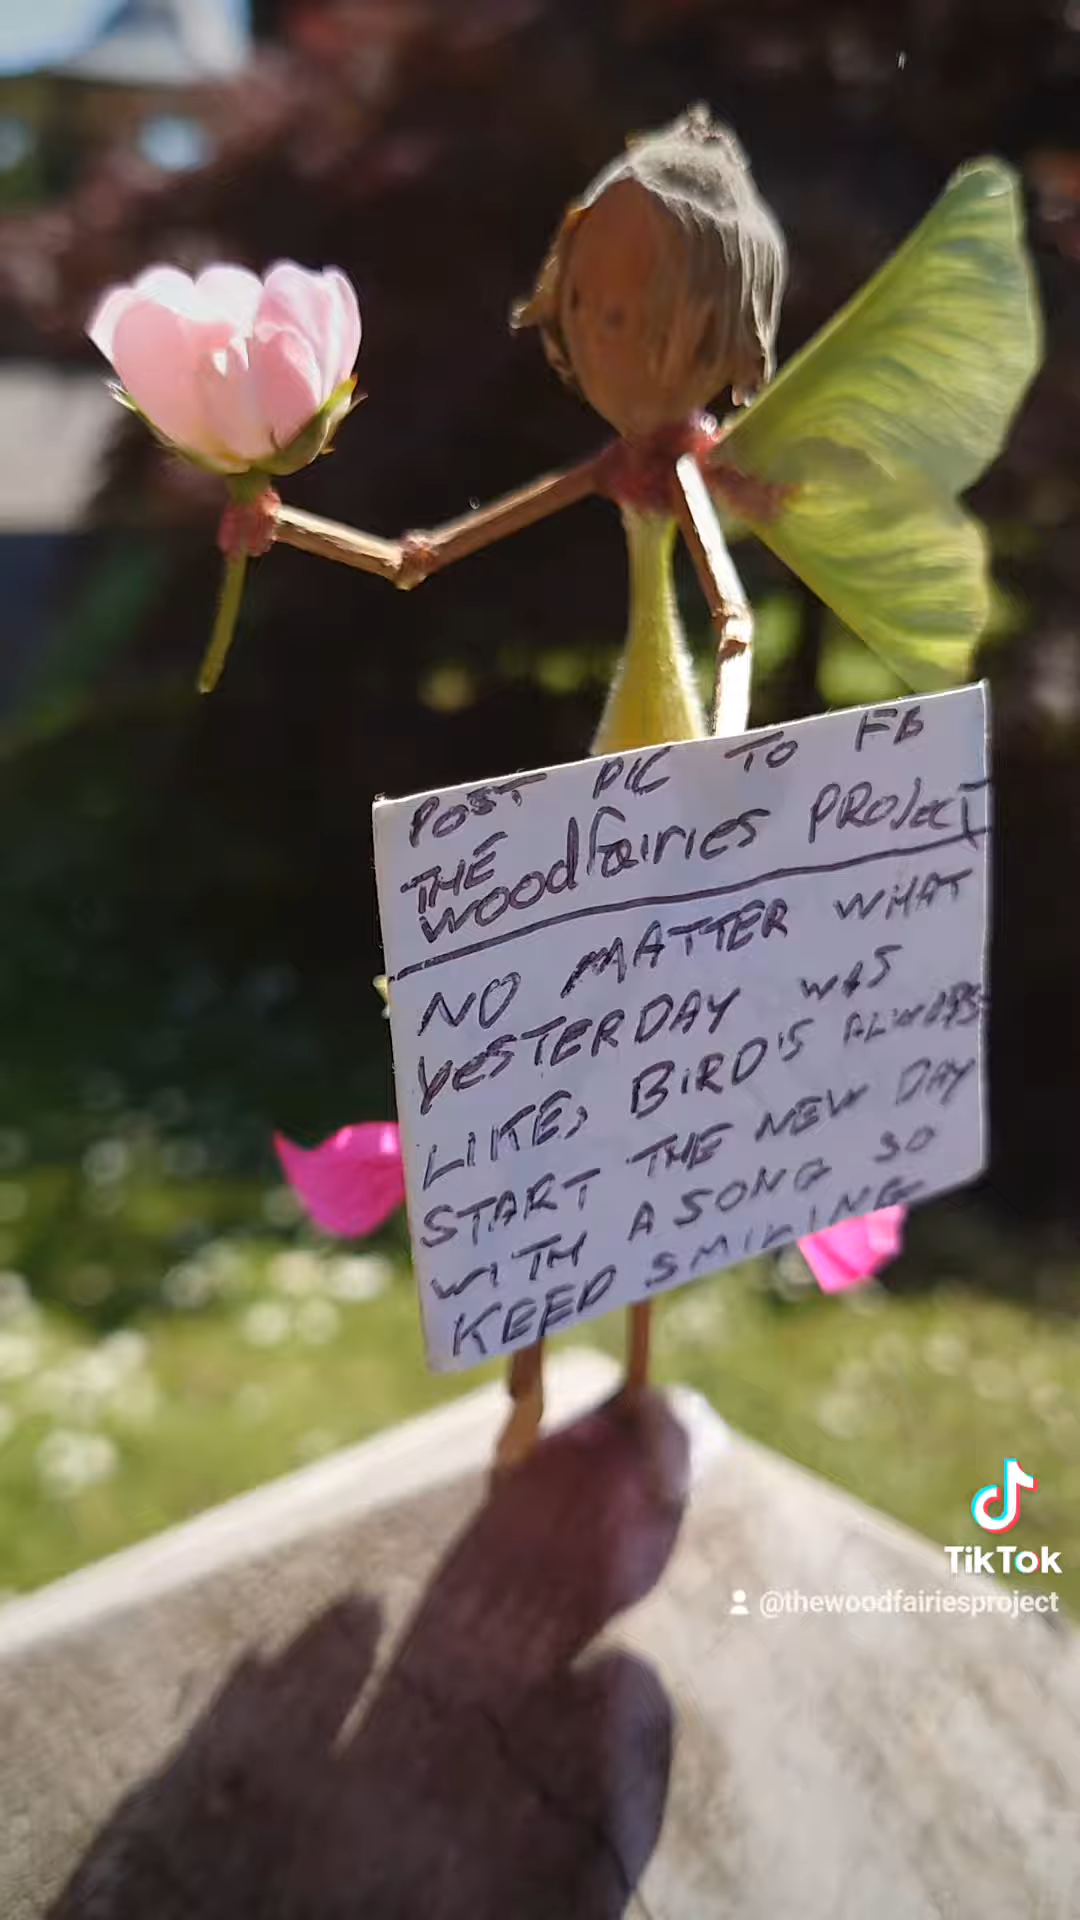 POST PIC TO FB
THE
woodfairies PROJECT
NO MATTER WHAT
YESTERDAY WAS
LIKE, BIRD'S ALWAYS
START THE NEW DAY
WITH A SONG SO
KEEP SMILING
TikTok
@thewoodfairiesproject